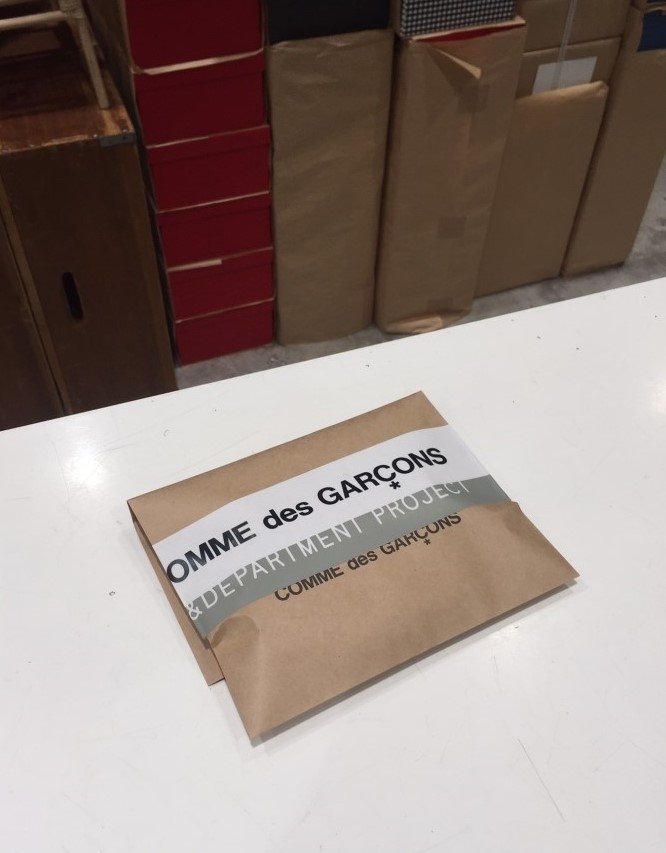 OMME des GARÇONS
*
&DEPARTMENT PROJECT
COMME des GARÇONS
*